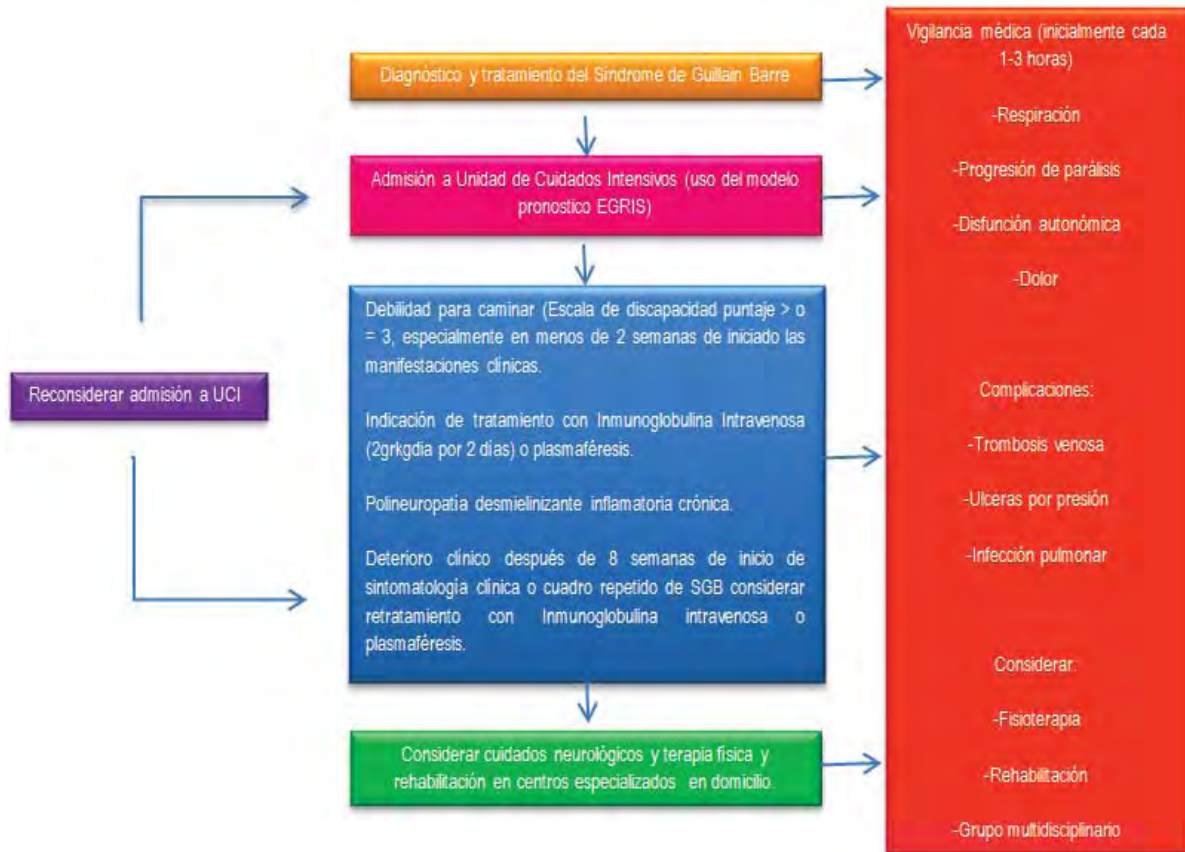 Diagnóstico y tratamiento del Síndrome de Guillain Barre
Admisión a Unidad de Cuidados Intensivos (uso del modelo
pronostico EGRIS)
Reconsiderar admisión a UCI
Debilidad para caminar (Escala de discapacidad puntaje > o
= 3, especialmente en menos de 2 semanas de iniciado las
manifestaciones clínicas.
Indicación de tratamiento con Inmunoglobulina Intravenosa
(2grkgdia por 2 días) o plasmaféresis.
Polineuropatía desmielinizante inflamatoria crónica.
Deterioro clínico después de 8 semanas de inicio de
sintomatología clínica o cuadro repetido de SGB considerar
retratamiento con Inmunoglobulina intravenosa o
plasmaféresis.
Considerar cuidados neurológicos y terapia física y
rehabilitación en centros especializados en domicilio.
Vigilancia médica (inicialmente cada
1-3 horas)
-Respiración
-Progresión de parálisis
-Disfunción autonómica
-Dolor
Complicaciones:
-Trombosis venosa
-Ulceras por presión
-Infección pulmonar
Considerar:
-Fisioterapia
-Rehabilitación
-Grupo multidisciplinario